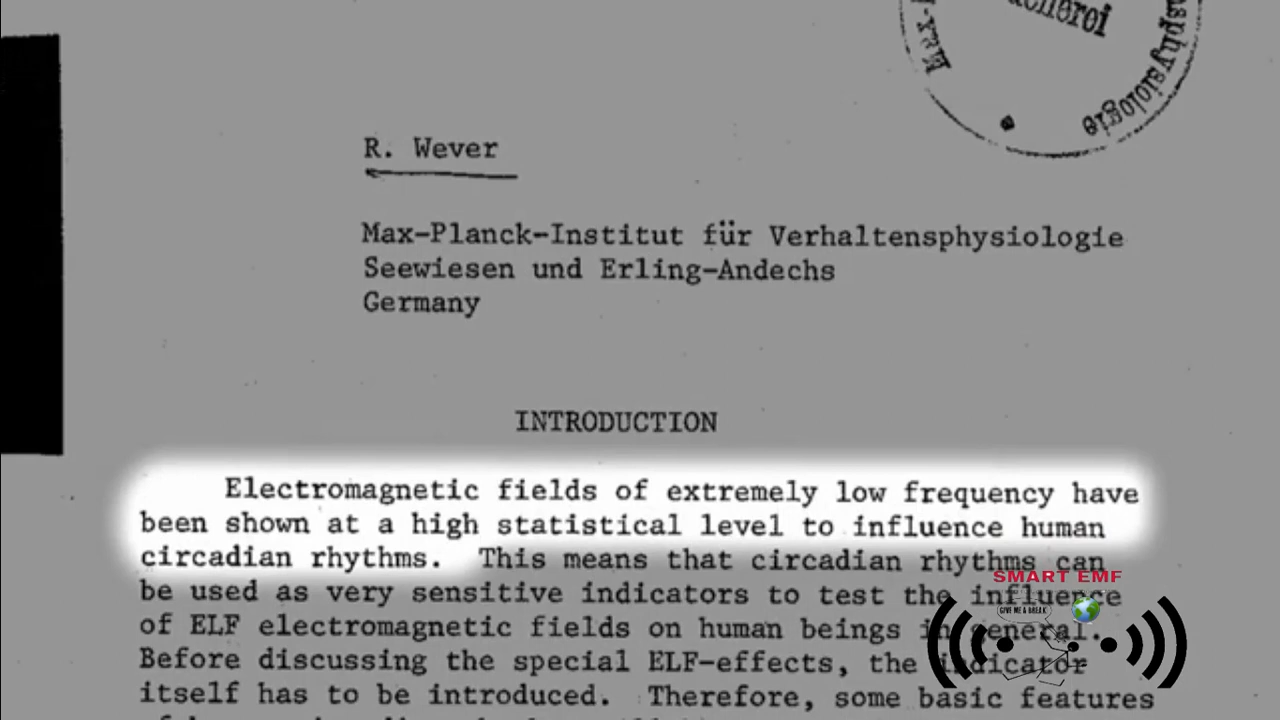 R. Wever
Max-Planck-Institut für Verhaltensphysiologie
Seewiesen und Erling-Andechs
Germany
INTRODUCTION
Electromagnetic fields of extremely low frequency have
been shown at a high statistical level to influence human
circadian rhythms. This means that circadian rhythms can
be used as very sensitive indicators to test the influence
of ELF electromagnetic fields on human beings in general.
Before discussing the special ELF-effects, the indicator
itself has to be introduced. Therefore, some basic features
SMART EMF
GIVE ME A BREAK!